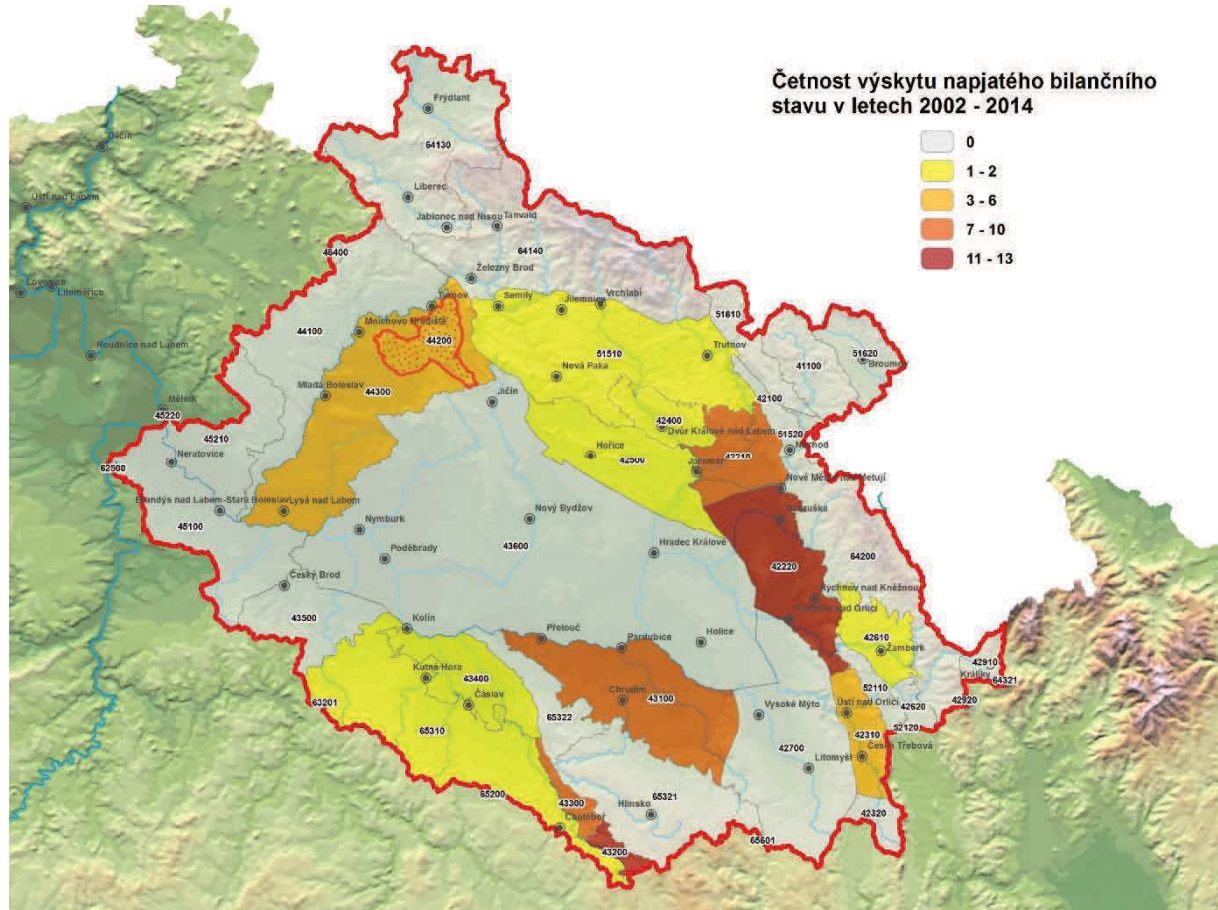 Četnost výskytu napjatého bilančního
stavu v letech 2002 - 2014
0
1 - 2
3 - 6
7 - 10
11 - 13
Frýdlant
64130
Děčín
Liberec
Ústí nad Labem
Jablonec nad Nisou
Tanvald
46400
64140
Železný Brod
Lovosice
Litoměřice
Turnov
Semily
Jilemnice
Vrchlabí
51610
44100
Mnichovo Hradiště
44200
Roudnice nad Labem
51510
Trutnov
41100
51620
Broumov
Nová Paka
Mladá Boleslav
44300
Jičín
42100
Mělník
45220
42400
Dvůr Králové nad Labem
51520
45210
Hořice
42500
42210
Náchod
62500
Neratovice
Jaroměř
Nové Město nad Metují
Brandýs nad Labem-Stará Boleslav
Lysá nad Labem
45100
Nymburk
Nový Bydžov
Dobruška
43600
Hradec Králové
Poděbrady
64200
42220
Český Brod
Rychnov nad Kněžnou
43500
Kolín
Přelouč
Pardubice
Holice
42610
Žamberk
Kutná Hora
43400
42910
Králíky
64321
Čáslav
Chrudim
43100
52110
63201
42620
42920
65310
65322
Vysoké Mýto
Ústí nad Orlicí
52120
42310
42700
Litomyšl
Česká Třebová
65200
43300
Hlinsko
65321
42320
Chotěboř
65601
43200